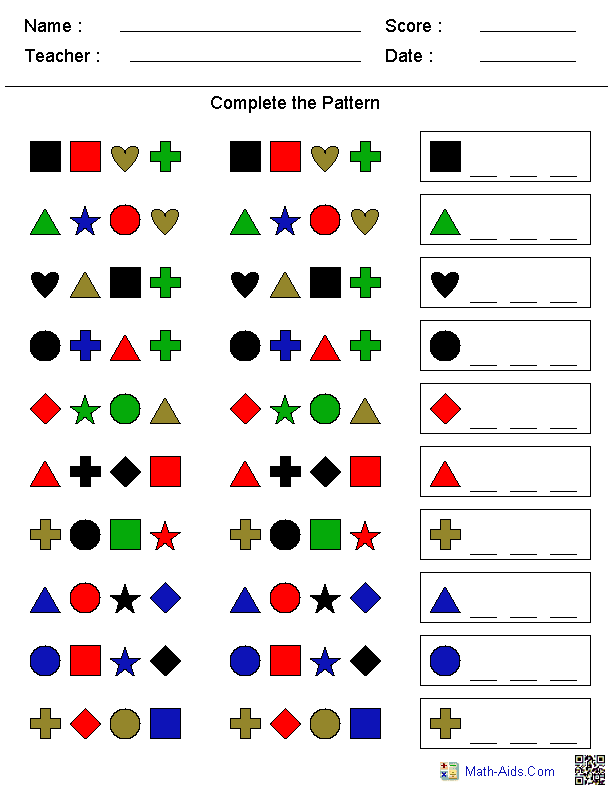 Name : Score :
Teacher : Date :
Complete the Pattern
Math-Aids.Com